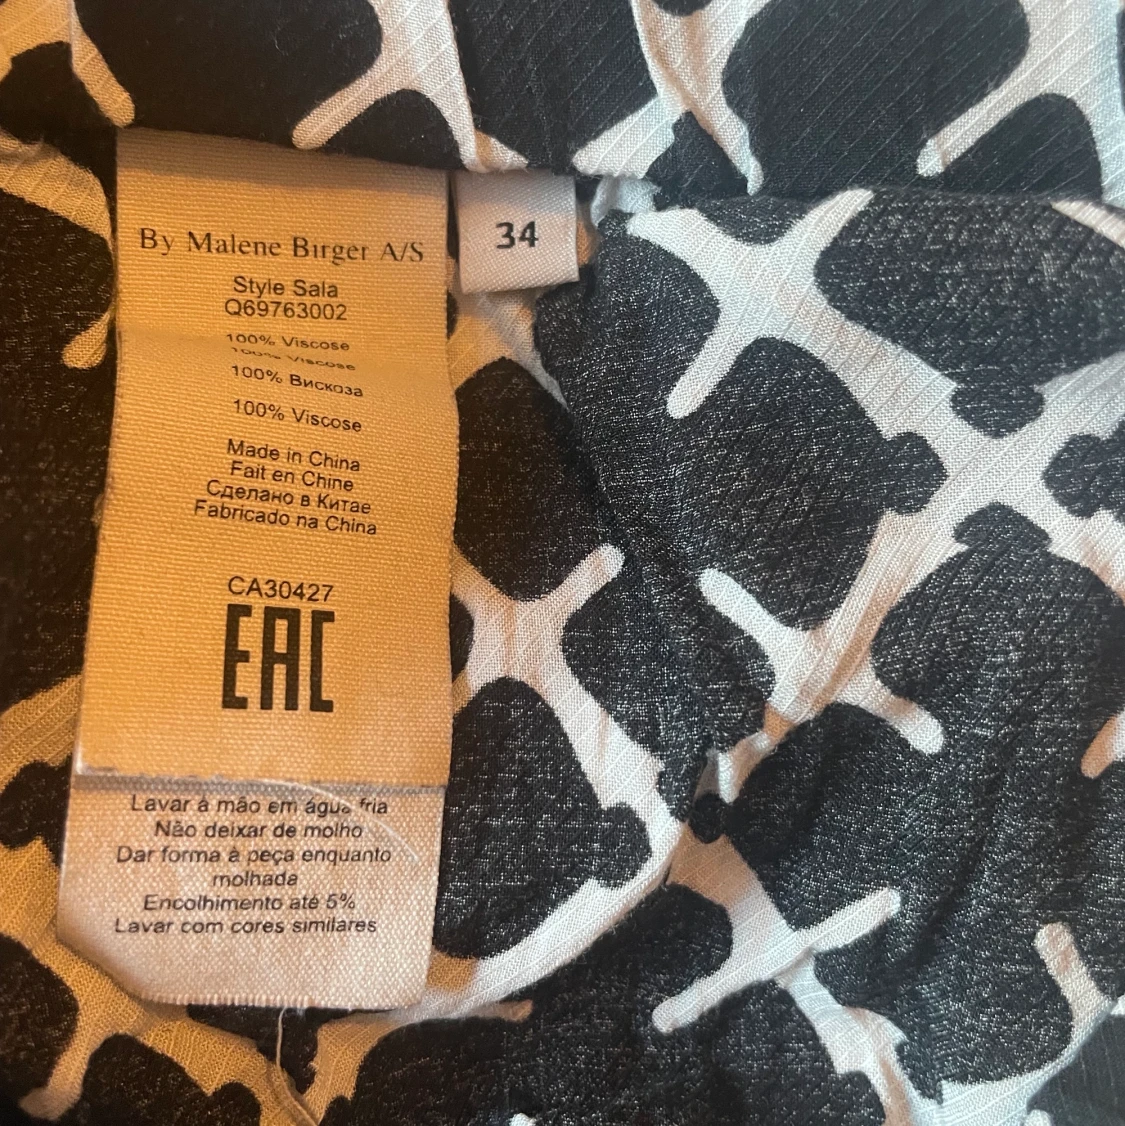 By Malene Birger A/S
34
Style Sala
Q69763002
100% Viscose
100% Viscose
100% Вискоза
100% Viscose
Made in China
Fait en Chine
Сделано в Китае
Fabricado na China
CA30427
EAC
Lavar à mão em água fria
Não deixar de molho
Dar forma à peça enquanto
molhada
Encolhimento até 5%
Lavar com cores similares